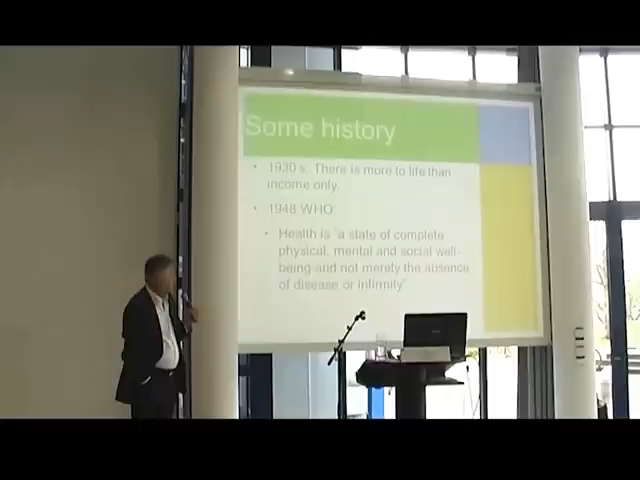 Some history
• 1930 s. There is more to life than
income only
• 1948 WHO:
• Health is "a state of complete
physical, mental and social well-
being and not merely the absence
of disease or infirmity"